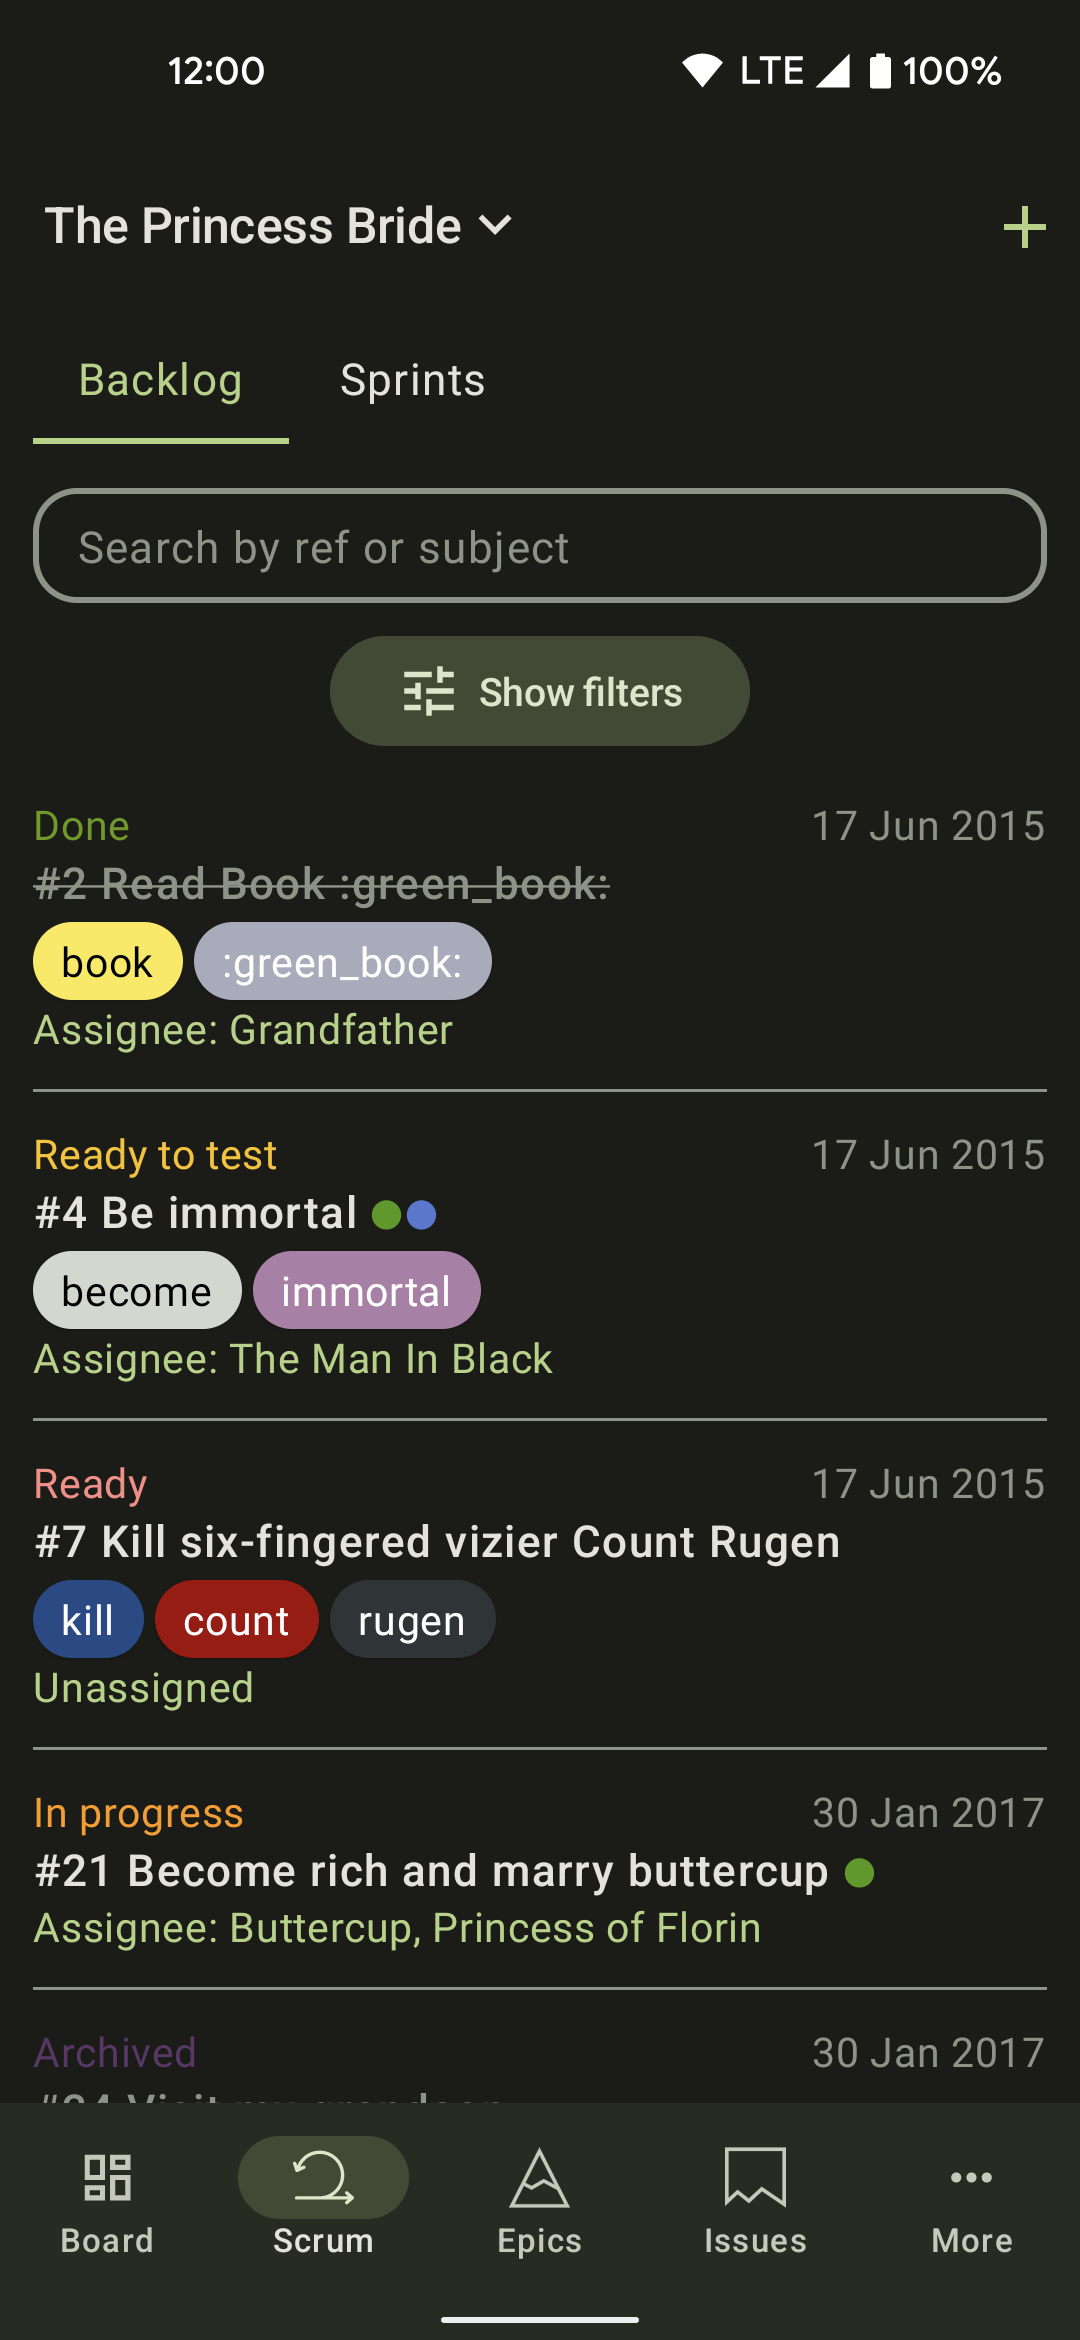 12:00 LTE 100%
The Princess Bride
Backlog Sprints
Search by ref or subject
Show filters
Done 17 Jun 2015
#2 Read Book :green_book:
book :green_book:
Assignee: Grandfather
Ready to test 17 Jun 2015
#4 Be immortal
become immortal
Assignee: The Man In Black
Ready 17 Jun 2015
#7 Kill six-fingered vizier Count Rugen
kill count rugen
Unassigned
In progress 30 Jan 2017
#21 Become rich and marry buttercup
Assignee: Buttercup, Princess of Florin
Archived 30 Jan 2017
Board Scrum Epics Issues More